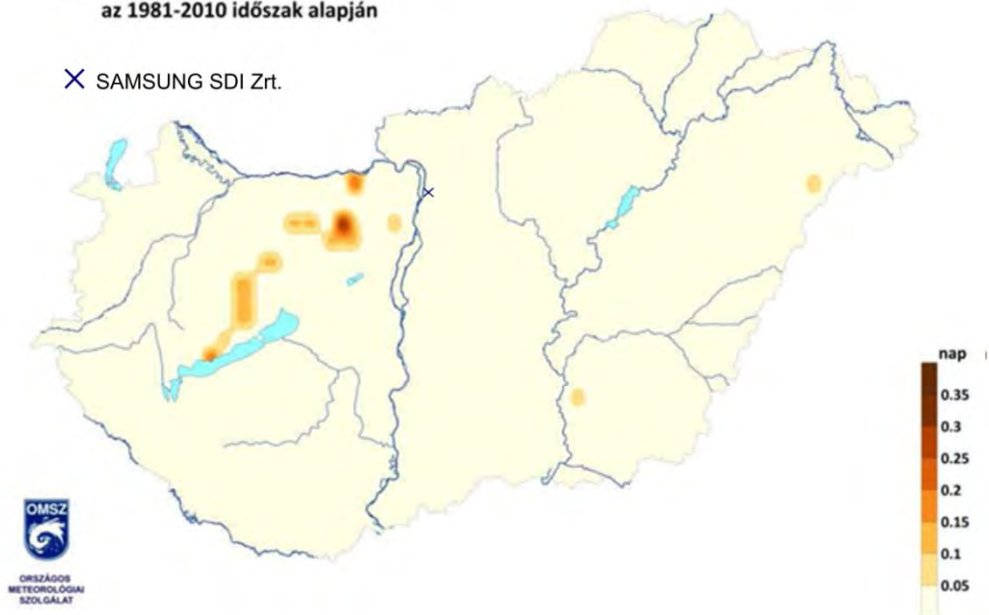 az 1981-2010 időszak alapján
SAMSUNG SDI Zrt.
nap
0.35
0.3
0.25
0.2
0.15
0.1
0.05
OMSZ
ORSZÁGOS
METEOROLÓGIAI
SZOLGÁLAT